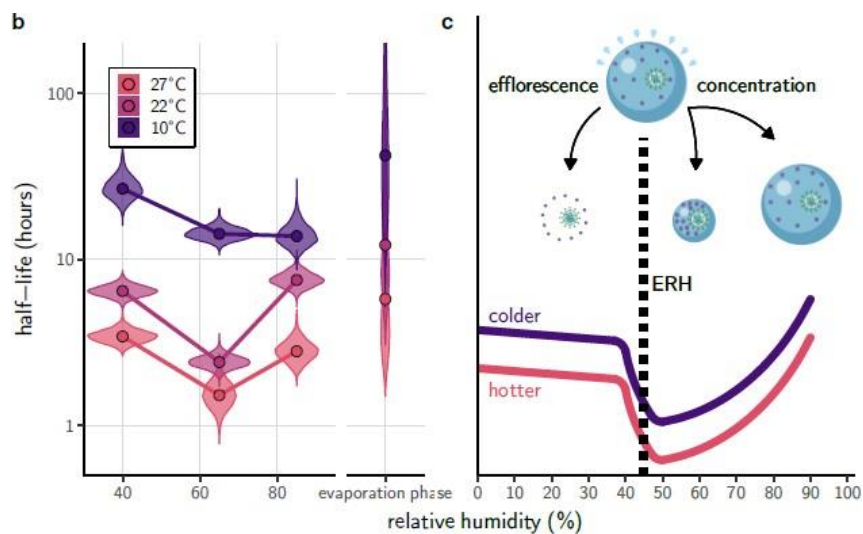 b
27°C
22°C
10°C
100
10
1
half−life (hours)
40
60
80
evaporation phase
c
efflorescence
concentration
ERH
colder
hotter
0
10
20
30
40
50
60
70
80
90
100
relative humidity (%)